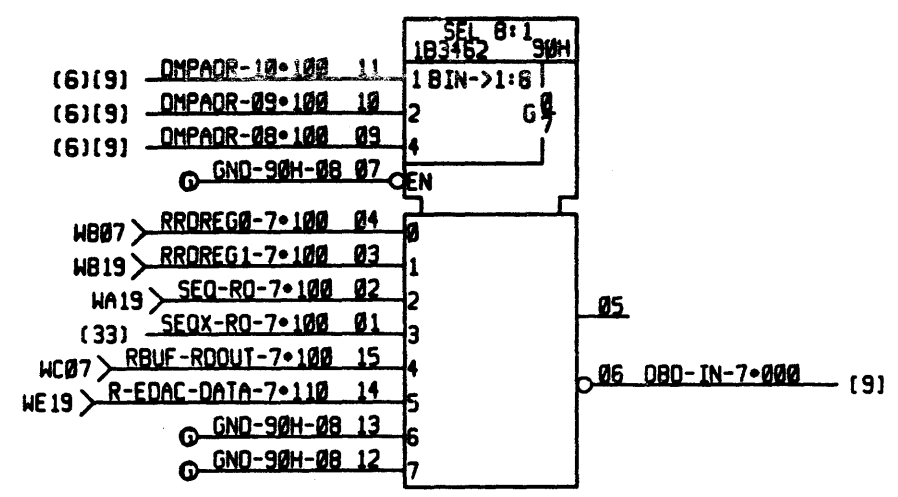 SEL 8:1
1B3462 90H
[6][9] DMPADR-10•100 11 1 BIN->1:8
[6][9] DMPADR-09•100 10 2 G 0/7
[6][9] DMPADR-08•100 09 4
G GND-90H-08 07 EN
WB07 RRDREG0-7•100 04 0
WB19 RRDREG1-7•100 03 1
WA19 SEQ-RO-7•100 02 2
05
[33] SEQX-RO-7•100 01 3
WC07 RBUF-RDOUT-7•100 15 4
06 OBD-IN-7•000 [9]
WE19 R-EDAC-DATA-7•110 14 5
G GND-90H-08 13 6
G GND-90H-08 12 7